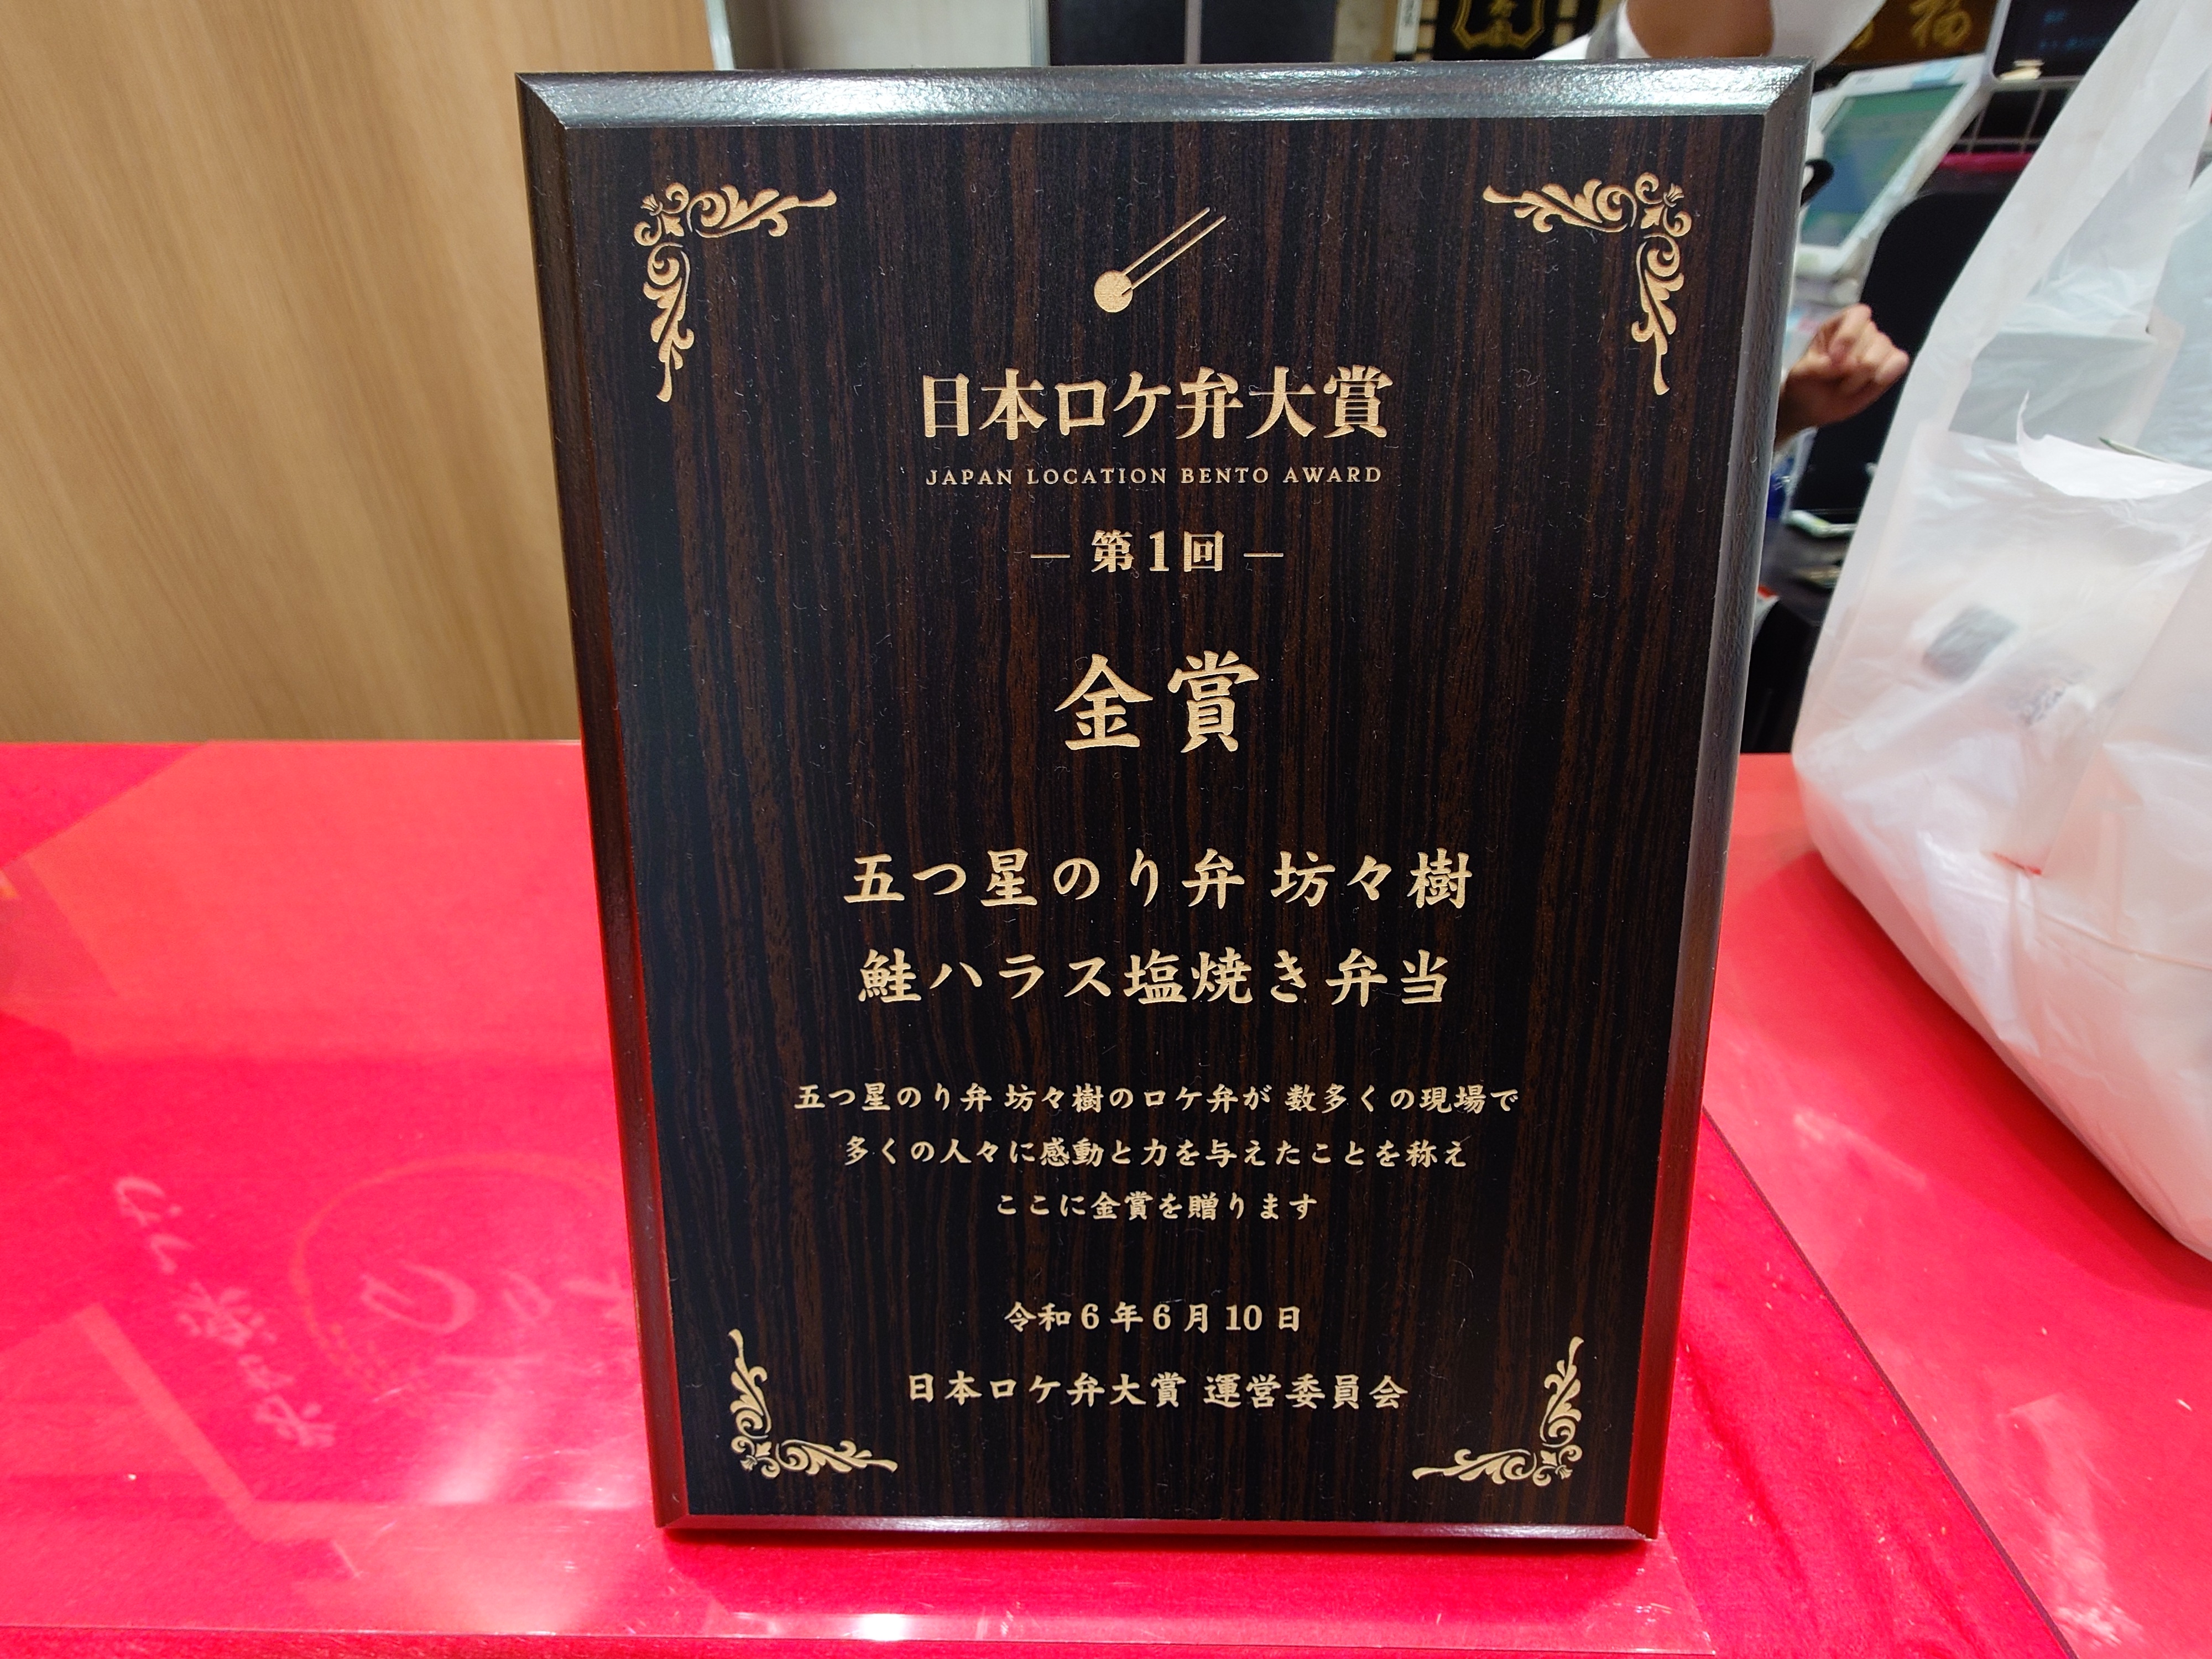 日本ロケ弁大賞
JAPAN LOCATION BENTO AWARD
― 第1回 ―
金賞
五つ星のり弁 坊々樹
鮭ハラス塩焼き弁当
五つ星のり弁 坊々樹のロケ弁が 数多くの現場で
多くの人々に感動と力を与えたことを称え
ここに金賞を贈ります
令和6年6月10日
日本ロケ弁大賞 運営委員会
福